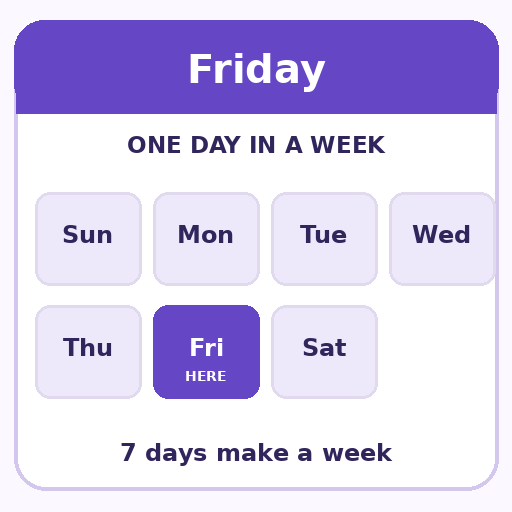 Friday
ONE DAY IN A WEEK
Sun Mon Tue Wed
Thu Fri Sat
HERE
7 days make a week